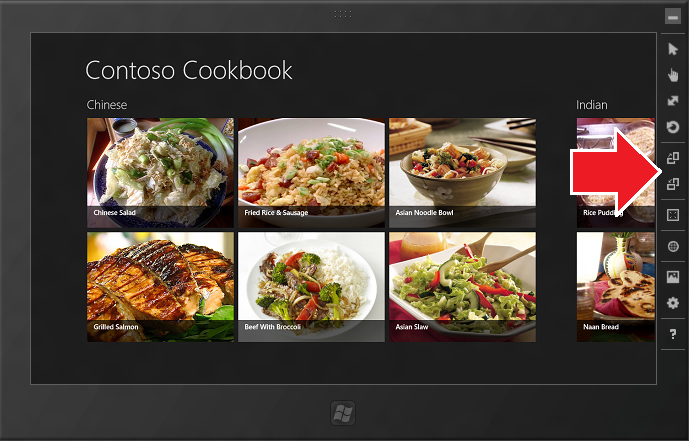 Contoso Cookbook
Chinese
Indian
Chinese Salad
Fried Rice & Sausage
Asian Noodle Bowl
Rice Pudding
Grilled Salmon
Beef With Broccoli
Asian Slaw
Naan Bread
?